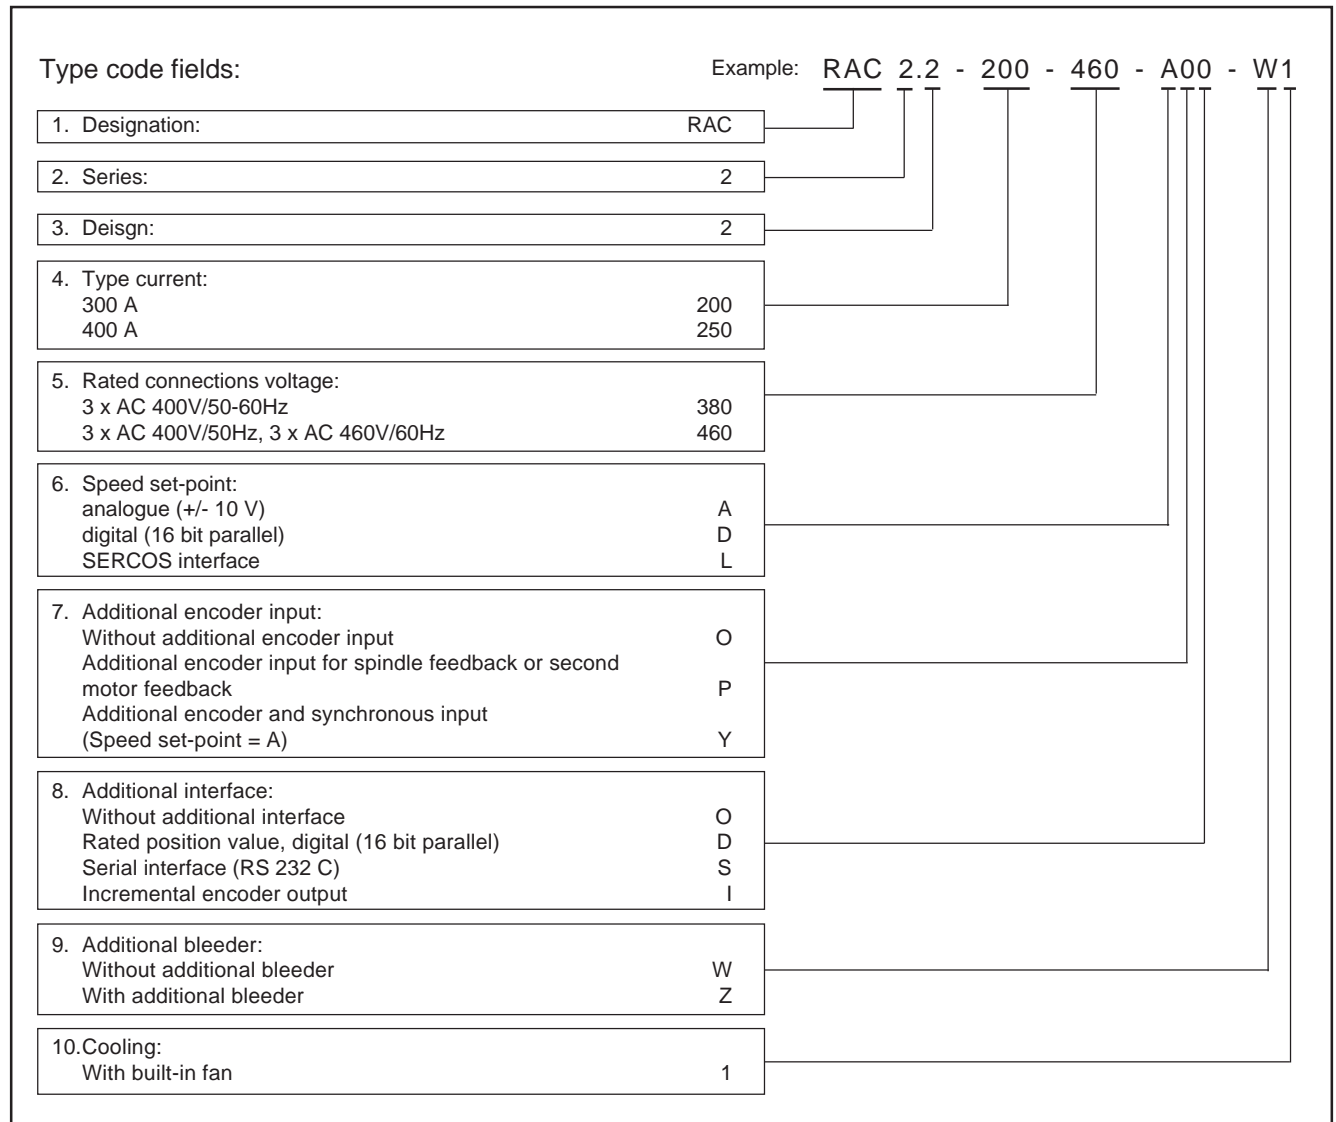 Type code fields:
Example: RAC 2.2 - 200 - 460 - A00 - W1
1. Designation: RAC
2. Series: 2
3. Deisgn: 2
4. Type current:
300 A 200
400 A 250
5. Rated connections voltage:
3 x AC 400V/50-60Hz 380
3 x AC 400V/50Hz, 3 x AC 460V/60Hz 460
6. Speed set-point:
analogue (+/- 10 V) A
digital (16 bit parallel) D
SERCOS interface L
7. Additional encoder input:
Without additional encoder input O
Additional encoder input for spindle feedback or second
motor feedback P
Additional encoder and synchronous input
(Speed set-point = A) Y
8. Additional interface:
Without additional interface O
Rated position value, digital (16 bit parallel) D
Serial interface (RS 232 C) S
Incremental encoder output I
9. Additional bleeder:
Without additional bleeder W
With additional bleeder Z
10.Cooling:
With built-in fan 1